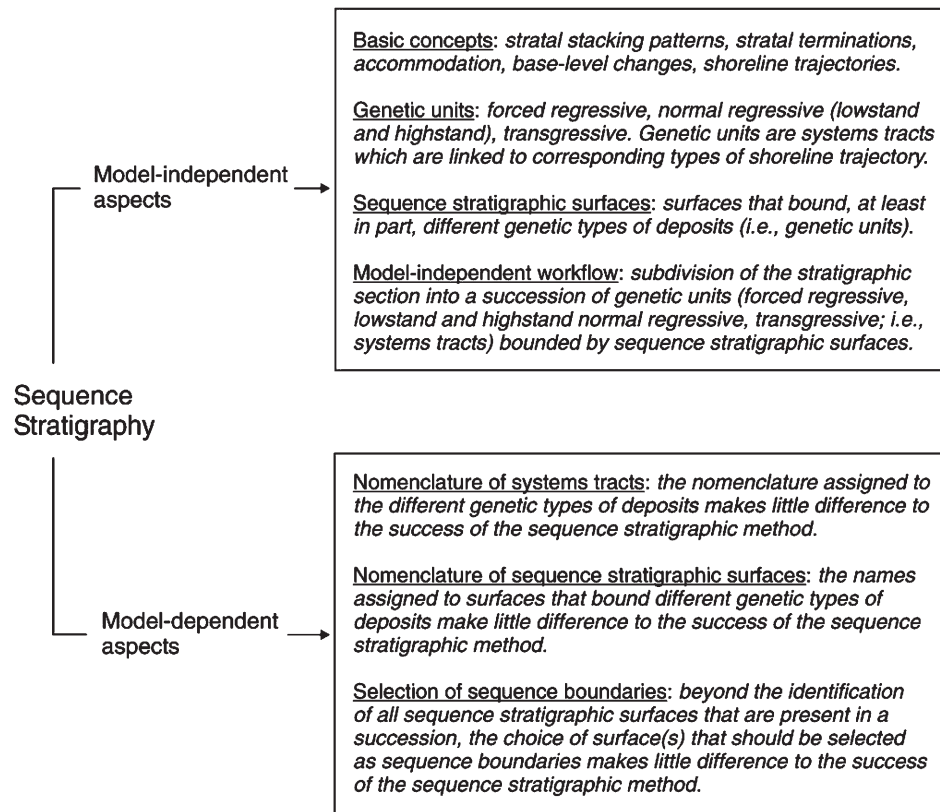 Basic concepts: stratal stacking patterns, stratal terminations,
accommodation, base-level changes, shoreline trajectories.
Genetic units: forced regressive, normal regressive (lowstand
and highstand), transgressive. Genetic units are systems tracts
which are linked to corresponding types of shoreline trajectory.
Sequence stratigraphic surfaces: surfaces that bound, at least
in part, different genetic types of deposits (i.e., genetic units).
Model-independent workflow: subdivision of the stratigraphic
section into a succession of genetic units (forced regressive,
lowstand and highstand normal regressive, transgressive; i.e.,
systems tracts) bounded by sequence stratigraphic surfaces.
Model-independent
aspects
Sequence
Stratigraphy
Model-dependent
aspects
Nomenclature of systems tracts: the nomenclature assigned to
the different genetic types of deposits makes little difference to
the success of the sequence stratigraphic method.
Nomenclature of sequence stratigraphic surfaces: the names
assigned to surfaces that bound different genetic types of
deposits make little difference to the success of the sequence
stratigraphic method.
Selection of sequence boundaries: beyond the identification
of all sequence stratigraphic surfaces that are present in a
succession, the choice of surface(s) that should be selected
as sequence boundaries makes little difference to the success
of the sequence stratigraphic method.